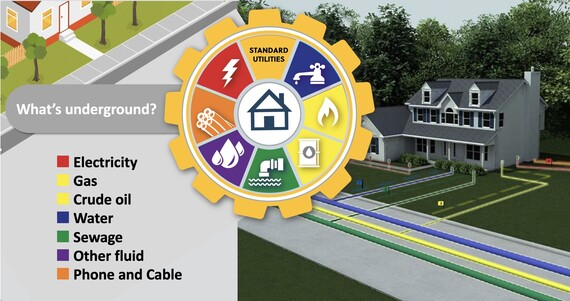 STANDARD
UTILITIES
What's underground?
Electricity
Gas
Crude oil
Water
Sewage
Other fluid
Phone and Cable